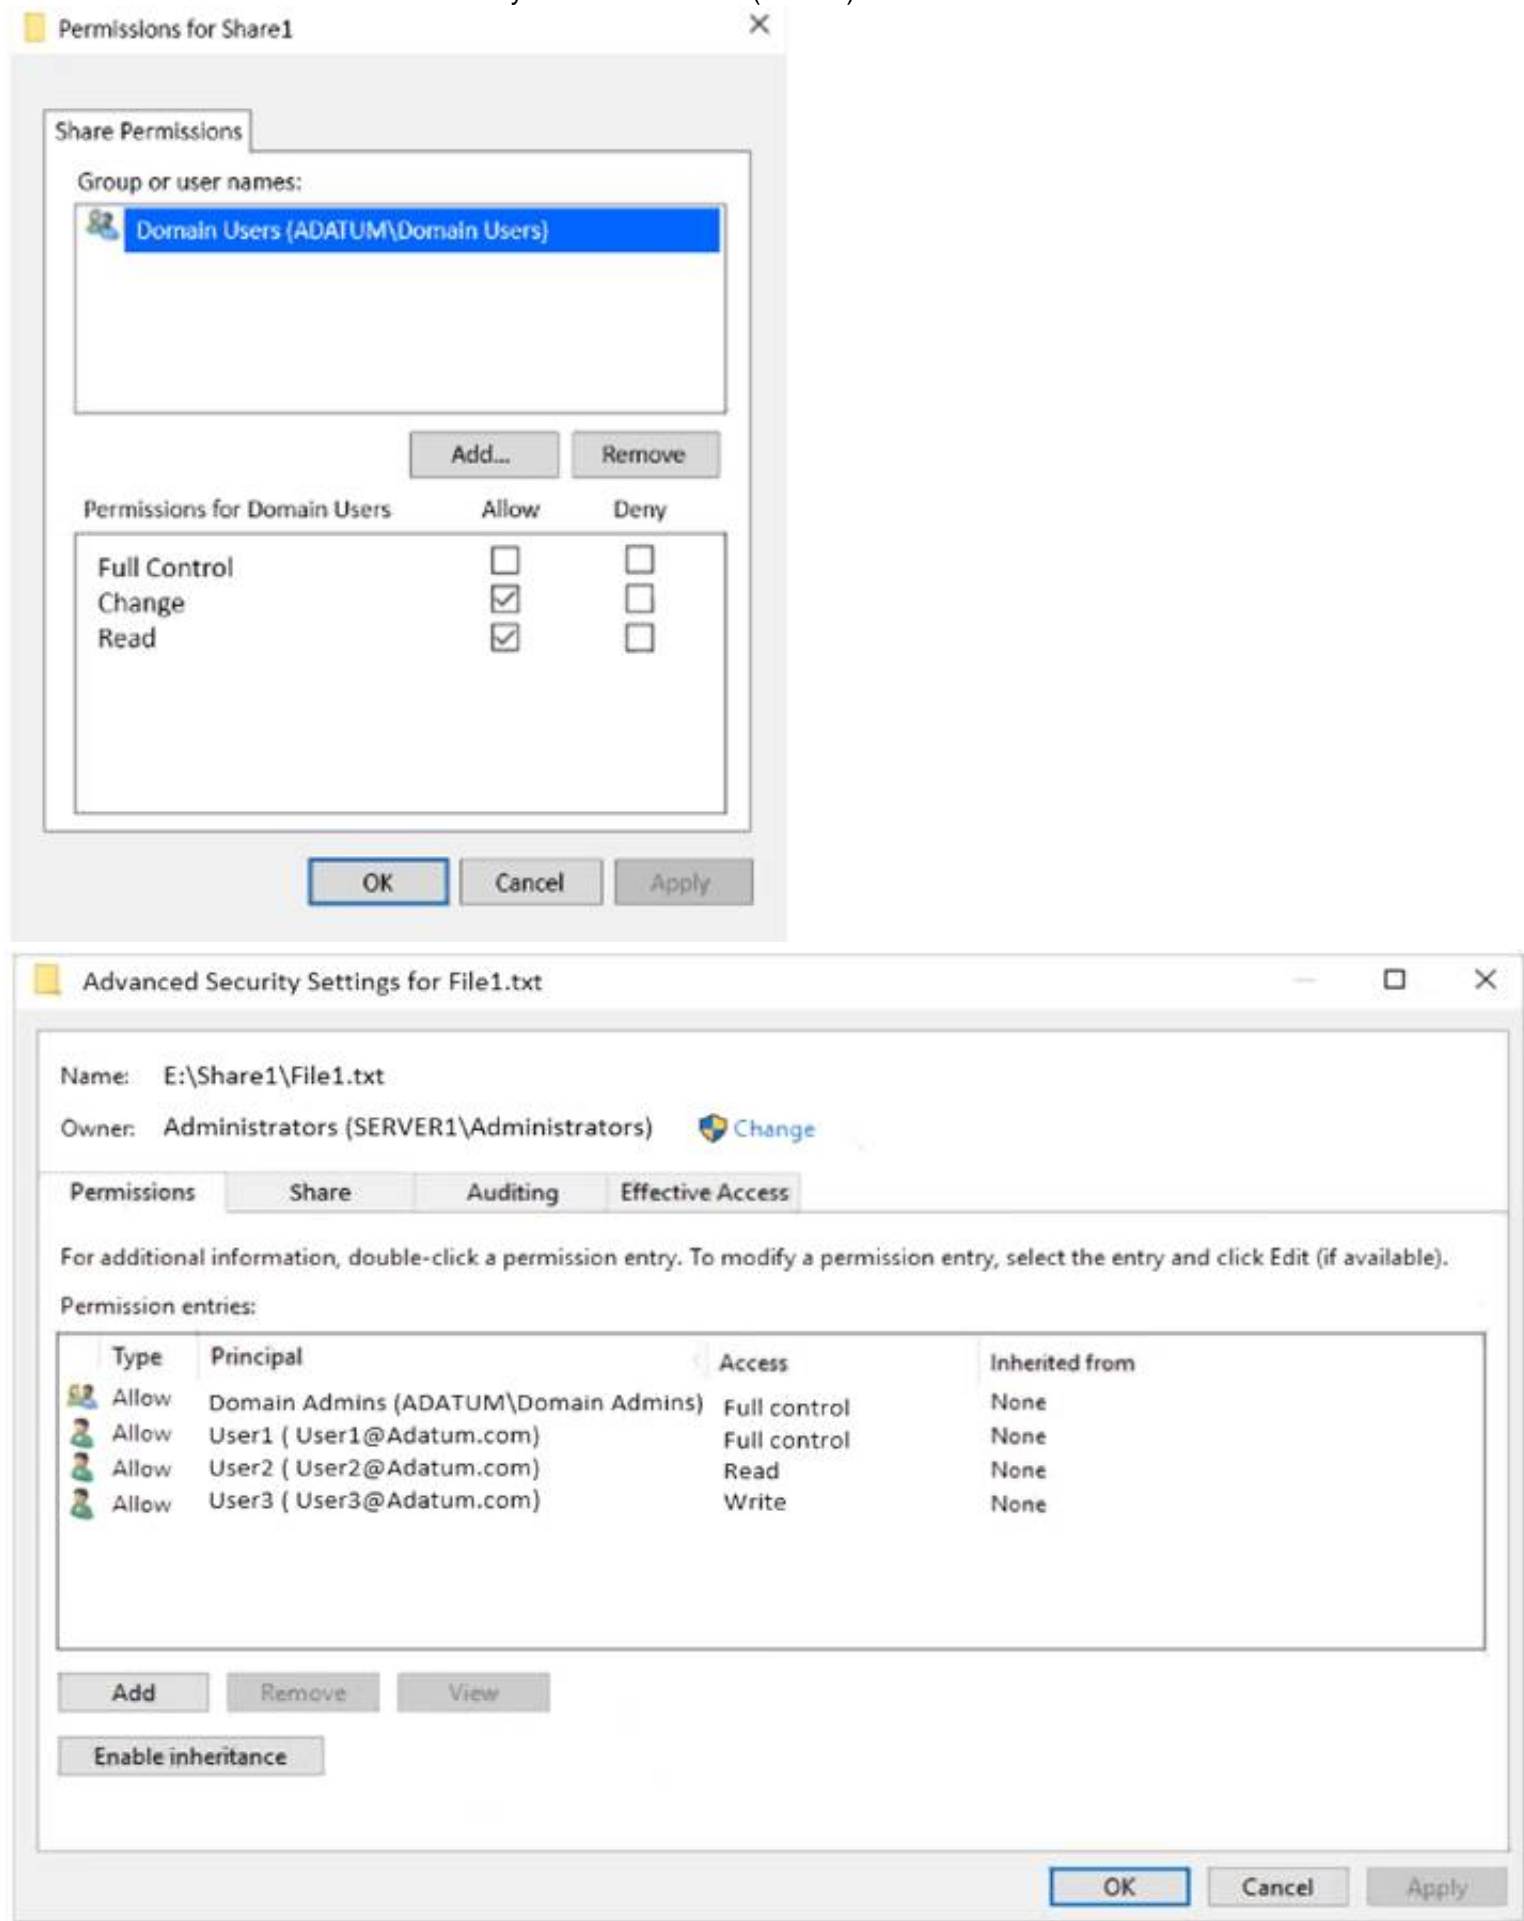 Permissions for Share1
Share Permissions
Group or user names:
Domain Users (ADATUM\Domain Users)
Add...
Remove
Permissions for Domain Users Allow Deny
Full Control
Change
Read
OK Cancel Apply
Advanced Security Settings for File1.txt
Name: E:\Share1\File1.txt
Owner: Administrators (SERVER1\Administrators) Change
Permissions Share Auditing Effective Access
For additional information, double-click a permission entry. To modify a permission entry, select the entry and click Edit (if available).
Permission entries:
Type Principal Access Inherited from
Allow Domain Admins (ADATUM\Domain Admins) Full control None
Allow User1 ( User1@Adatum.com) Full control None
Allow User2 ( User2@Adatum.com) Read None
Allow User3 ( User3@Adatum.com) Write None
Add Remove View
Enable inheritance
OK Cancel Apply